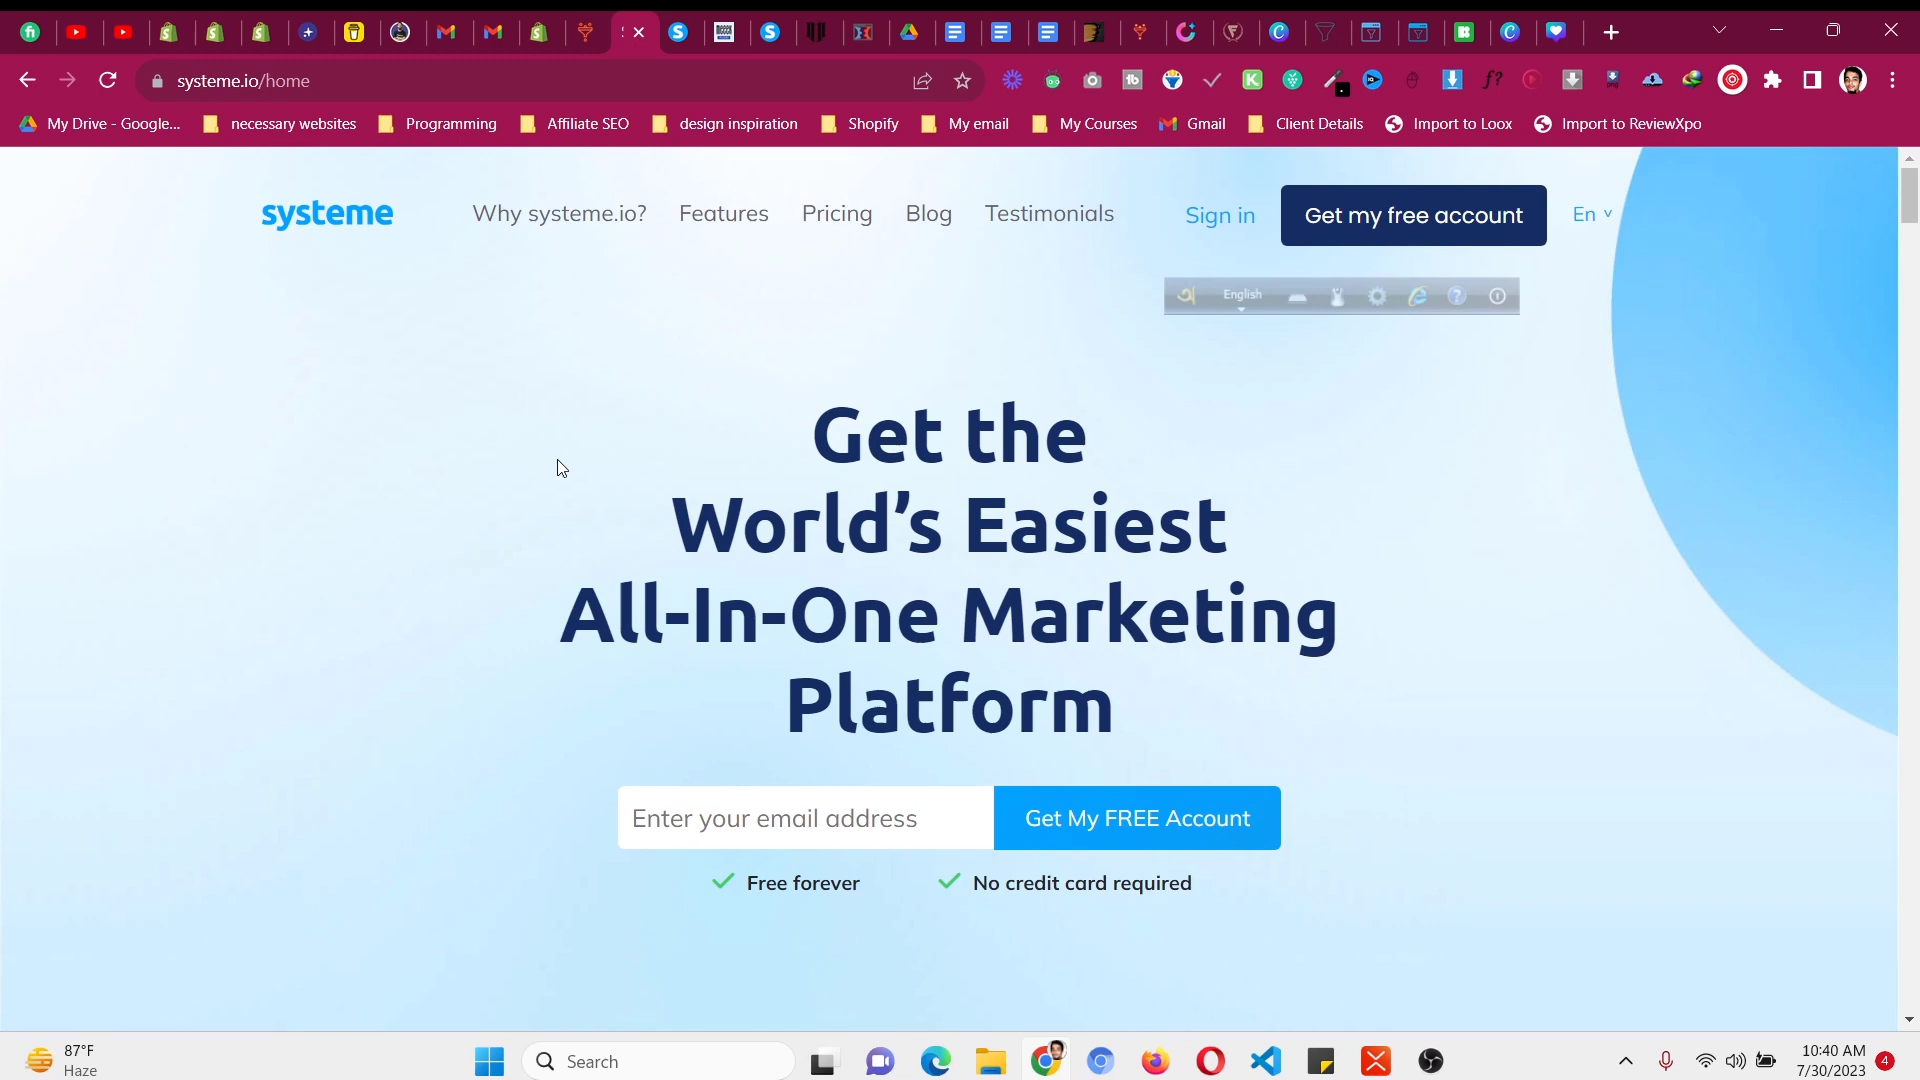 systeme.io/home
My Drive - Google...
necessary websites
Programming
Affiliate SEO
design inspiration
Shopify
My email
My Courses
Gmail
Client Details
Import to Loox
Import to ReviewXpo
systeme
Why systeme.io?
Features
Pricing
Blog
Testimonials
Sign in
Get my free account
En
English
Get the
World’s Easiest
All-In-One Marketing
Platform
Enter your email address
Get My FREE Account
Free forever
No credit card required
87°F
Haze
Search
10:40 AM
7/30/2023
4